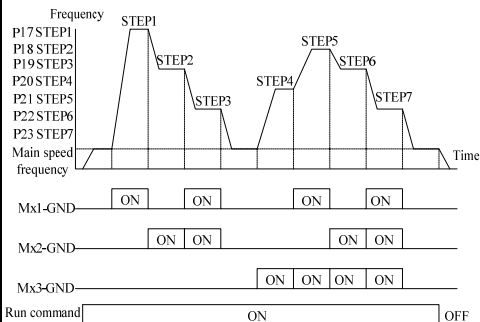 Frequency
P17 STEP1
P18 STEP2
P19 STEP3
P20 STEP4
P21 STEP5
P22 STEP6
P23 STEP7
Main speed
frequency
STEP1
STEP2
STEP3
STEP4
STEP5
STEP6
STEP7
Time
Mx1-GND
ON
ON
ON
ON
Mx2-GND
ON
ON
ON
ON
Mx3-GND
ON
ON
ON
ON
Run command
ON
OFF